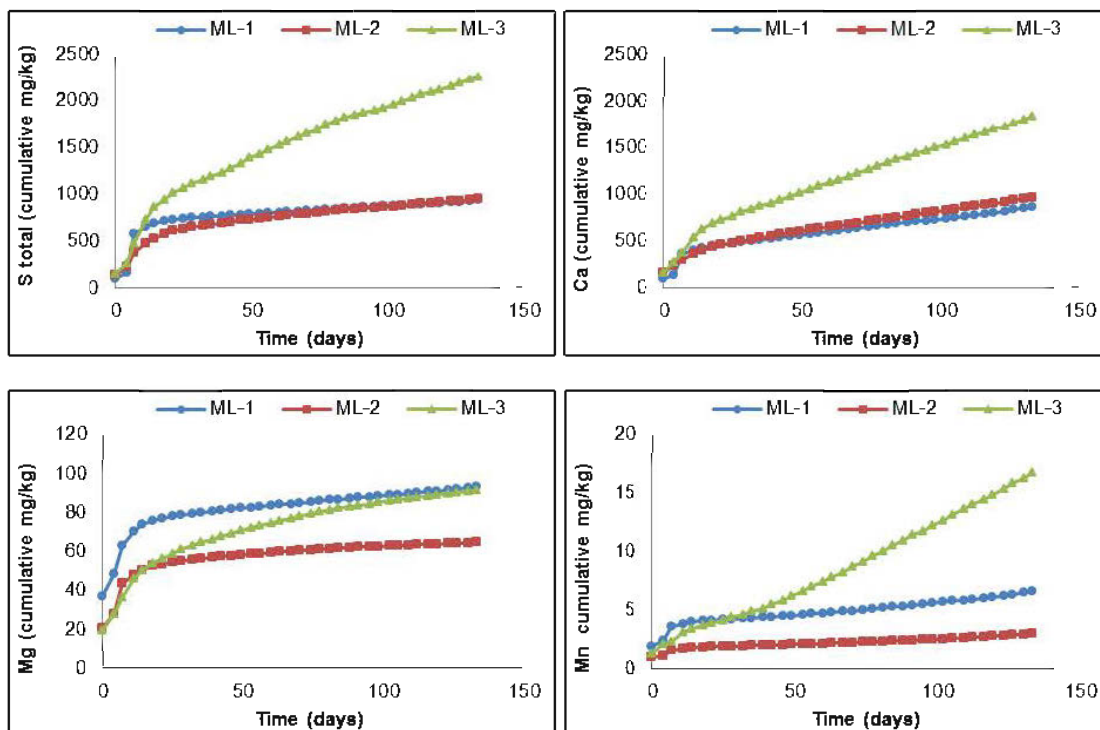 ML-1 ML-2 ML-3
2500
2000
1500
1000
500
0
S total (cumulative mg/kg)
0 50 100 150
Time (days)
ML-1 ML-2 ML-3
2500
2000
1500
1000
500
0
Ca (cumulative mg/kg)
0 50 100 150
Time (days)
ML-1 ML-2 ML-3
120
100
80
60
40
20
0
Mg (cumulative mg/kg)
0 50 100 150
Time (days)
ML-1 ML-2 ML-3
20
15
10
5
0
Mn cumulative mg/kg)
0 50 100 150
Time (days)